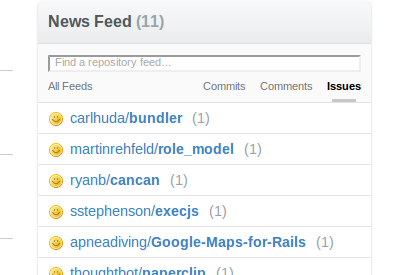 News Feed (11)
Find a repository feed…
All Feeds Commits Comments Issues
carlhuda/bundler (1)
martinrehfeld/role_model (1)
ryanb/cancan (1)
sstephenson/execjs (1)
apneadiving/Google-Maps-for-Rails (1)
thoughtbot/paperclip (1)